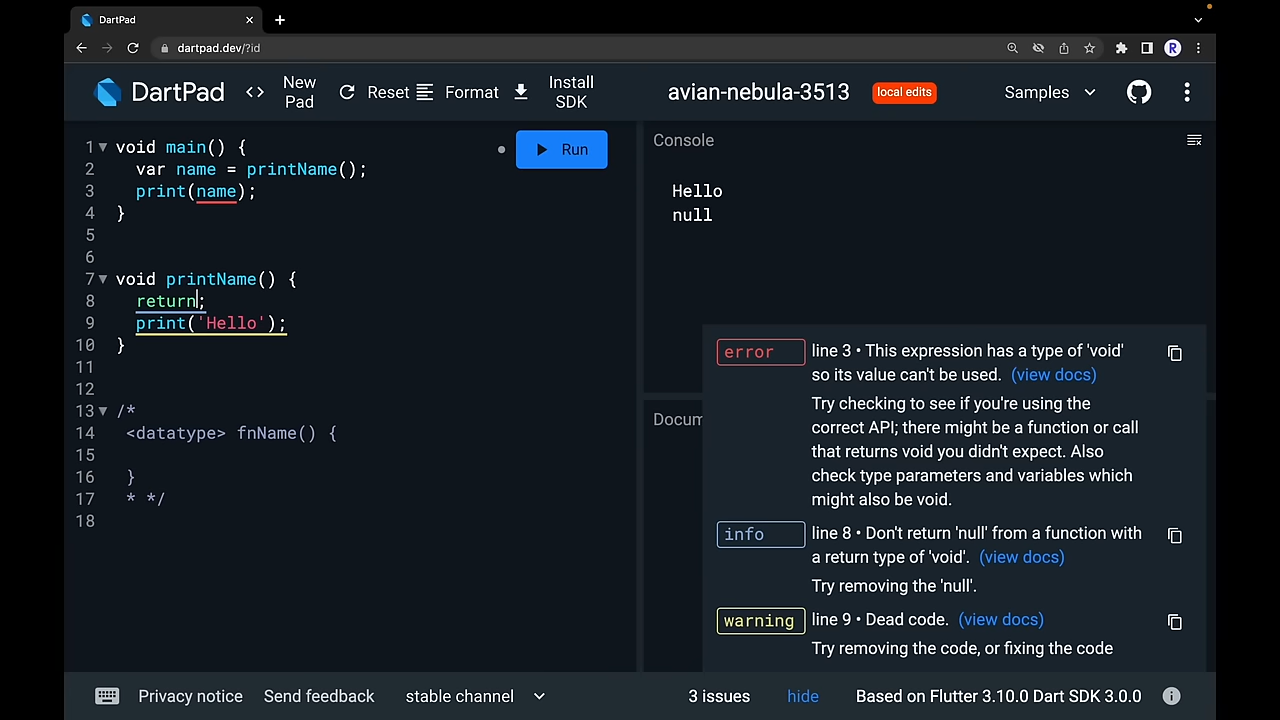 DartPad
dartpad.dev/?id
R
DartPad
<>
New Pad
Reset
Format
Install SDK
avian-nebula-3513
local edits
Samples
1 void main() {
2 var name = printName();
3 print(name);
4 }
5
6
7 void printName() {
8 return;
9 print('Hello');
10 }
11
12
13 /*
14 <datatype> fnName() {
15
16 }
17 * */
18
Run
Console
Hello
null
Docum
error
line 3 • This expression has a type of 'void'
so its value can't be used. (view docs)
Try checking to see if you're using the
correct API; there might be a function or call
that returns void you didn't expect. Also
check type parameters and variables which
might also be void.
info
line 8 • Don't return 'null' from a function with
a return type of 'void'. (view docs)
Try removing the 'null'.
warning
line 9 • Dead code. (view docs)
Try removing the code, or fixing the code
Privacy notice
Send feedback
stable channel
3 issues
hide
Based on Flutter 3.10.0 Dart SDK 3.0.0